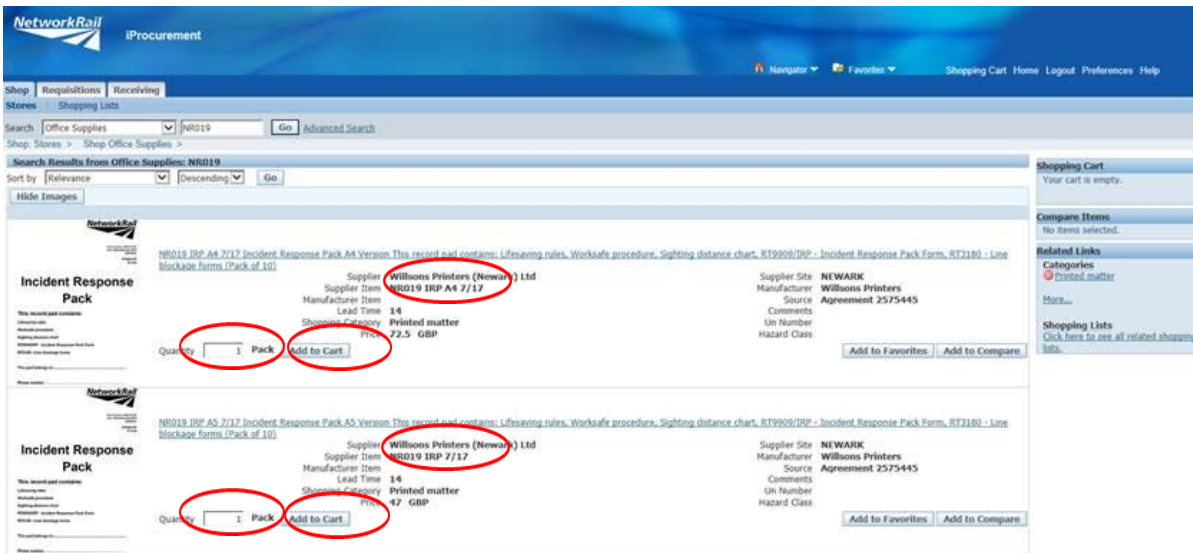 NetworkRail
iProcurement
Navigator Favorites Shopping Cart Home Logout Preferences Help
Shop Requisitions Receiving
Stores Shopping Lists
Search Office Supplies NR019 Go Advanced Search
Shop: Stores > Shop Office Supplies >
Search Results from Office Supplies: NR019
Sort by Relevance Descending Go
Hide Images
NetworkRail
Incident Response
Pack
This record pad contains:
NR019 IRP A4 7/17 Incident Response Pack A4 Version This record pad contains: Lifesaving rules, Worksafe procedure, Sighting distance chart, RT9909/IRP - Incident Response Pack Form, RT3180 - Line
blockage forms (Pack of 10)
Supplier Willsons Printers (Newark) Ltd Supplier Site NEWARK
Supplier Item NR019 IRP A4 7/17 Manufacturer Willsons Printers
Manufacturer Item Source Agreement 2575445
Lead Time 14 Comments
Shopping Category Printed matter Un Number
Price 72.5 GBP Hazard Class
Quantity 1 Pack Add to Cart Add to Favorites Add to Compare
NetworkRail
Incident Response
Pack
This record pad contains:
NR019 IRP A5 7/17 Incident Response Pack A5 Version This record pad contains: Lifesaving rules, Worksafe procedure, Sighting distance chart, RT9909/IRP - Incident Response Pack Form, RT3180 - Line
blockage forms (Pack of 10)
Supplier Willsons Printers (Newark) Ltd Supplier Site NEWARK
Supplier Item NR019 IRP 7/17 Manufacturer Willsons Printers
Manufacturer Item Source Agreement 2575445
Lead Time 14 Comments
Shopping Category Printed matter Un Number
Price 47 GBP Hazard Class
Quantity 1 Pack Add to Cart Add to Favorites Add to Compare
Shopping Cart
Your cart is empty.
Compare Items
No items selected.
Related Links
Categories
Printed matter
More...
Shopping Lists
Click here to see all related shopping
lists.